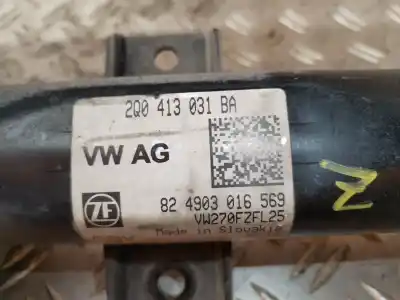 2Q0 413 031 BA
VW AG
ZF
82 4903 016 569
VW270FZFL25
Made in Slovakia
Z